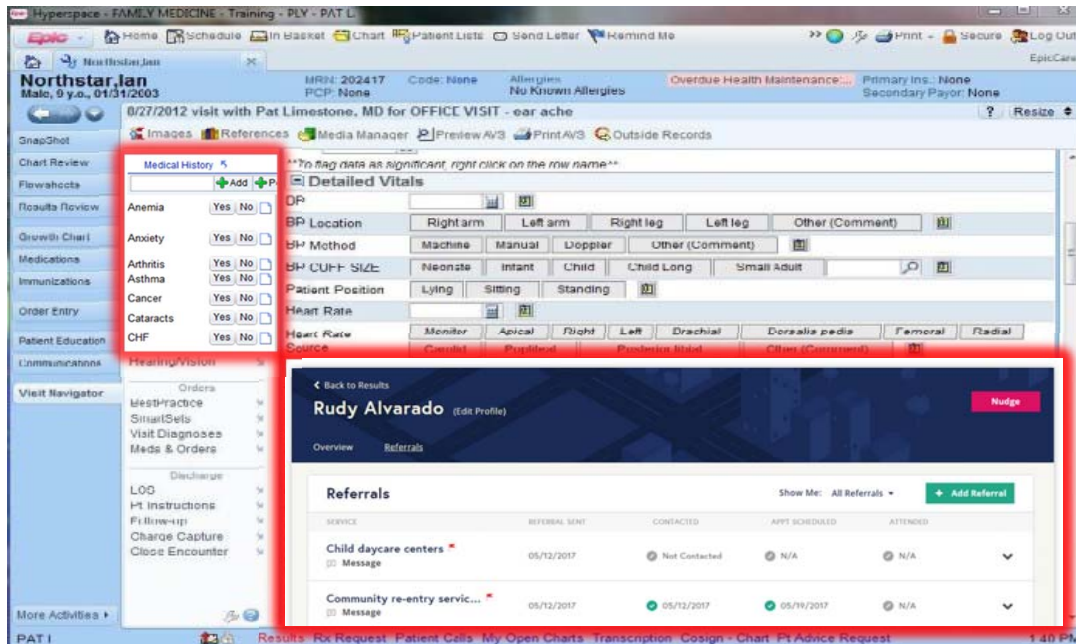 Hyperspace - FAMILY MEDICINE - Training - PLY - PAT L
Epic Home Schedule In Basket Chart Patient Lists Send Letter Remind Me Print Secure Log Out
Northstar,Ian EpicCare
Northstar,Ian MRN: 202417 Code: None Allergies Overdue Health Maintenance:... Primary Ins.: None
Male, 9 y.o., 01/31/2003 PCP: None No Known Allergies Secondary Payor: None
8/27/2012 visit with Pat Limestone, MD for OFFICE VISIT - ear ache ? Resize
Images References Media Manager Preview AVS Print AVS Outside Records
SnapShot
Chart Review
Flowsheets
Results Review
Growth Chart
Medications
Immunizations
Order Entry
Patient Education
Communications
Visit Navigator
More Activities
Medical History
Add
Anemia Yes No
Anxiety Yes No
Arthritis Yes No
Asthma Yes No
Cancer Yes No
Cataracts Yes No
CHF Yes No
Hearing/Vision
Orders
BestPractice
SmartSets
Visit Diagnoses
Meds & Orders
Discharge
LOS
Pt Instructions
Follow-up
Charge Capture
Close Encounter
**To flag data as significant, right click on the row name**
Detailed Vitals
BP
BP Location Right arm Left arm Right leg Left leg Other (Comment)
BP Method Machine Manual Doppler Other (Comment)
BP CUFF SIZE Neonate Infant Child Child Long Small Adult
Patient Position Lying Sitting Standing
Heart Rate
Heart Rate Monitor Apical Right Left Brachial Dorsalis pedis Femoral Radial
Source Carotid Popliteal Posterior tibial Other (Comment)
Back to Results
Rudy Alvarado (Edit Profile) Nudge
Overview Referrals
Referrals Show Me: All Referrals + Add Referral
SERVICE REFERRAL SENT CONTACTED APPT SCHEDULED ATTENDED
Child daycare centers * 05/12/2017 Not Contacted N/A N/A
Message
Community re-entry servic... * 05/12/2017 05/12/2017 05/19/2017 N/A
Message
PAT L Results Rx Request Patient Calls My Open Charts Transcription Cosign - Chart Pt Advice Request 1:40 PM